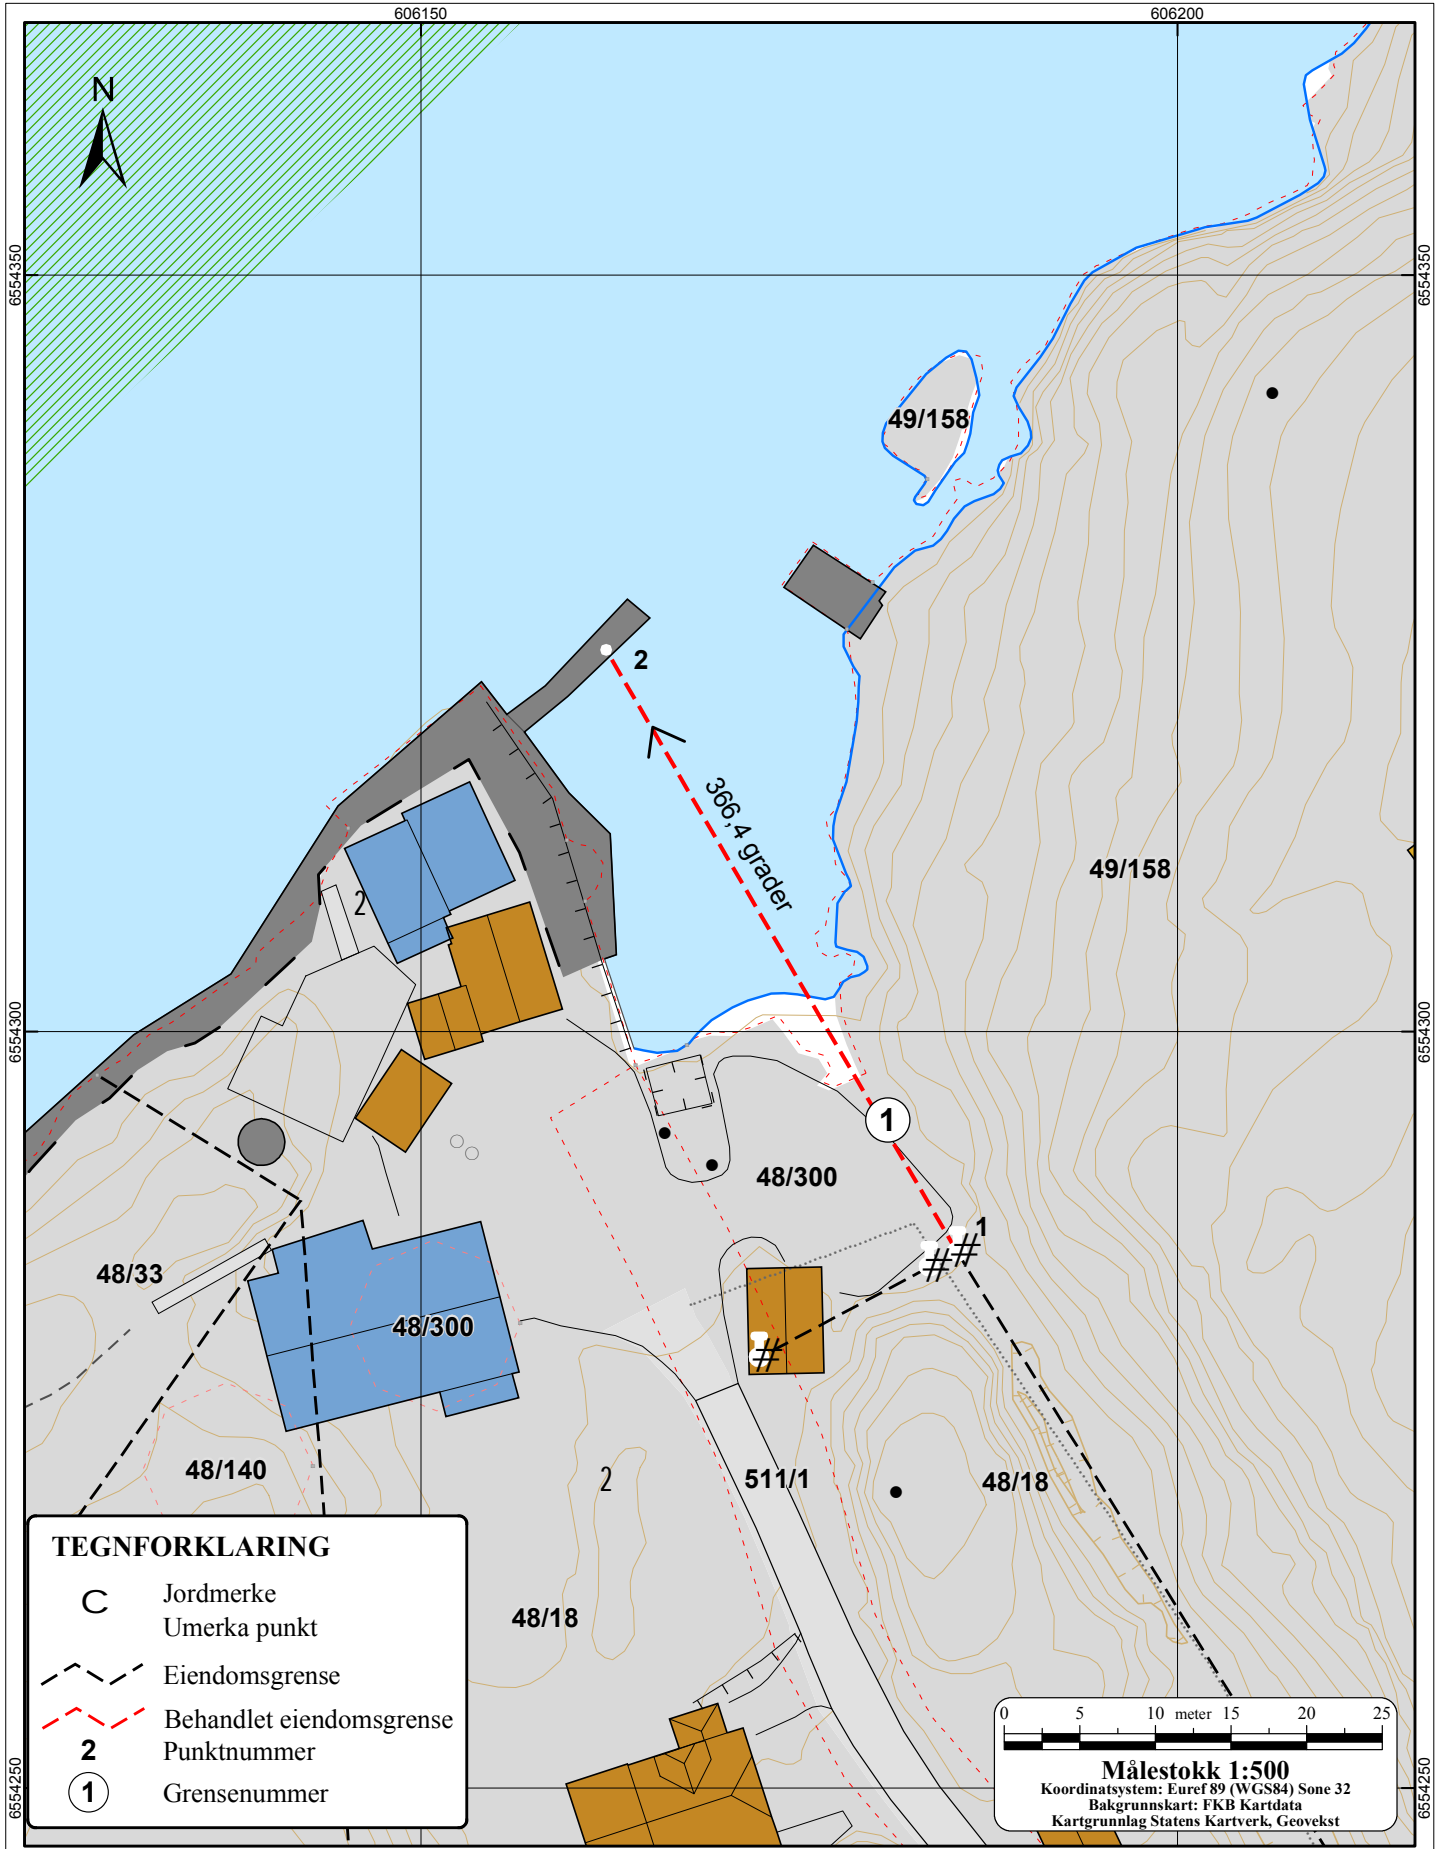 606150
606200
N
6554350
6554350
49/158
2
366,4 grader
49/158
2
6554300
6554300
1
48/300
1
48/33
48/300
48/140
2
511/1
48/18
48/18
6554250
6554250
TEGNFORKLARING
C Jordmerke
Umerka punkt
Eiendomsgrense
Behandlet eiendomsgrense
2 Punktnummer
1 Grensenummer
0 5 10 meter 15 20 25
Målestokk 1:500
Koordinatsystem: Euref 89 (WGS84) Sone 32
Bakgrunnskart: FKB Kartdata
Kartgrunnlag Statens Kartverk, Geovekst